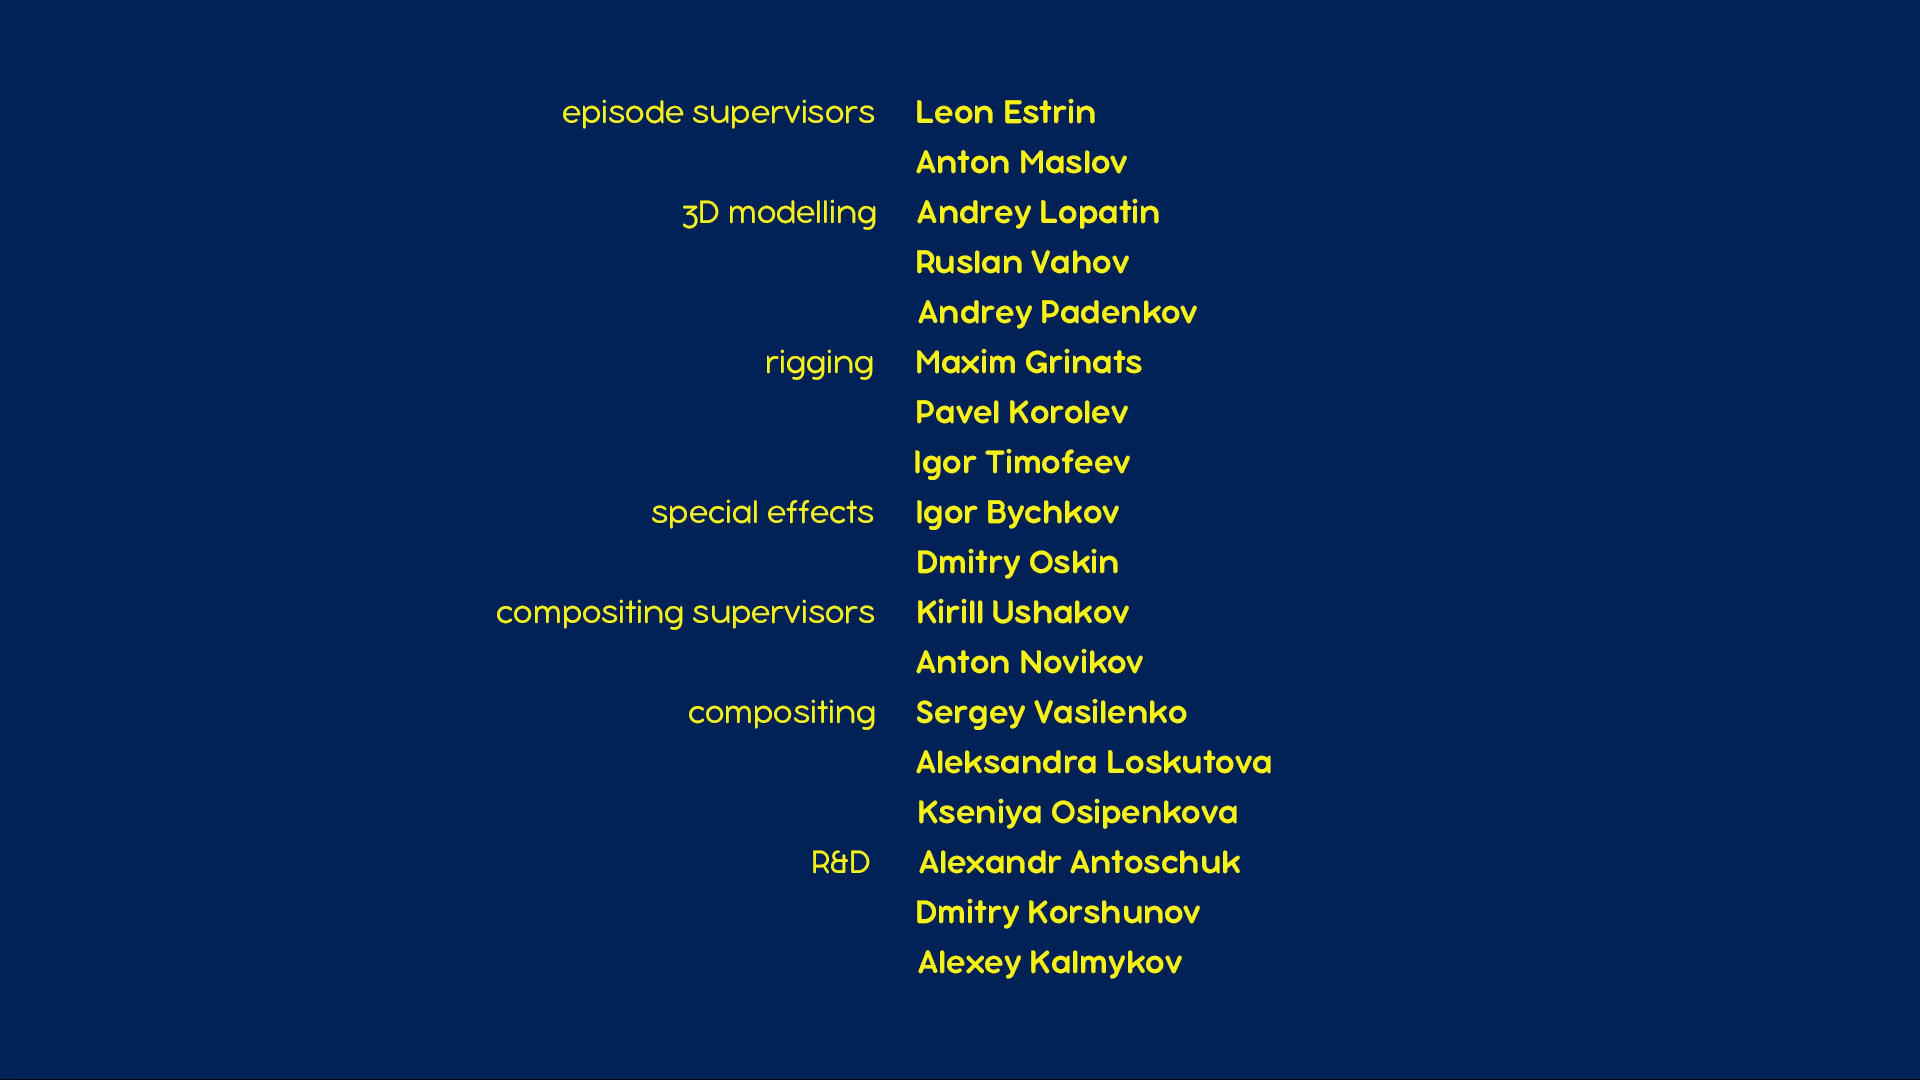 episode supervisors Leon Estrin
Anton Maslov
3D modelling Andrey Lopatin
Ruslan Vahov
Andrey Padenkov
rigging Maxim Grinats
Pavel Korolev
Igor Timofeev
special effects Igor Bychkov
Dmitry Oskin
compositing supervisors Kirill Ushakov
Anton Novikov
compositing Sergey Vasilenko
Aleksandra Loskutova
Kseniya Osipenkova
R&D Alexandr Antoschuk
Dmitry Korshunov
Alexey Kalmykov